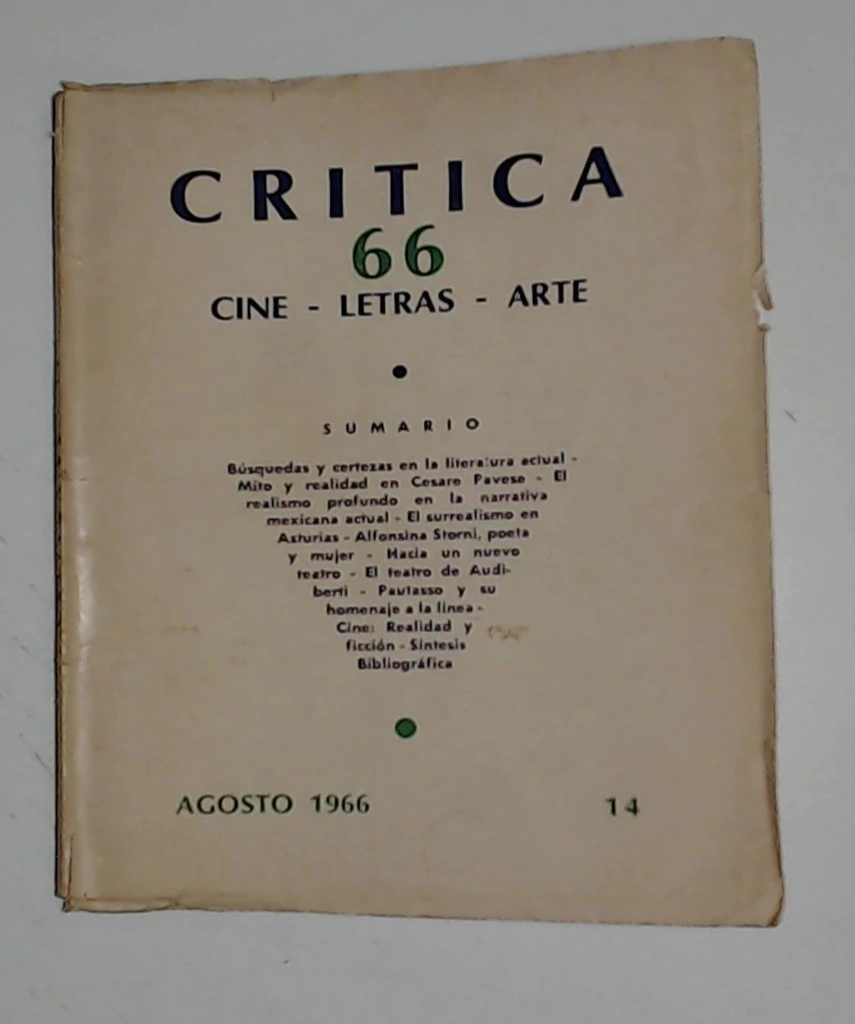 CRITICA
66
CINE - LETRAS - ARTE
SUMARIO
Búsquedas y certezas en la literatura actual -
Mito y realidad en Cesare Pavese - El
realismo profundo en la narrativa
mexicana actual - El surrealismo en
Asturias - Alfonsina Storni, poeta
y mujer - Hacia un nuevo
teatro - El teatro de Audi-
berti - Pautasso y su
homenaje a la línea -
Cine: Realidad y
ficción - Síntesis
Bibliográfica
AGOSTO 1966 14